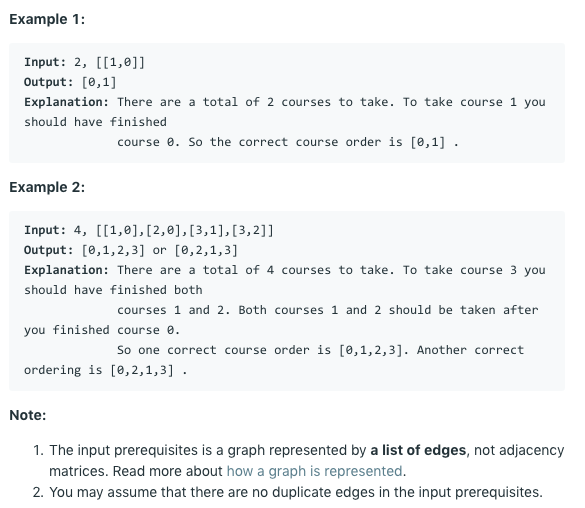 Example 1:
Input: 2, [[1,0]]
Output: [0,1]
Explanation: There are a total of 2 courses to take. To take course 1 you
should have finished
course 0. So the correct course order is [0,1] .
Example 2:
Input: 4, [[1,0],[2,0],[3,1],[3,2]]
Output: [0,1,2,3] or [0,2,1,3]
Explanation: There are a total of 4 courses to take. To take course 3 you
should have finished both
courses 1 and 2. Both courses 1 and 2 should be taken after
you finished course 0.
So one correct course order is [0,1,2,3]. Another correct
ordering is [0,2,1,3] .
Note:
1. The input prerequisites is a graph represented by a list of edges, not adjacency
matrices. Read more about how a graph is represented.
2. You may assume that there are no duplicate edges in the input prerequisites.